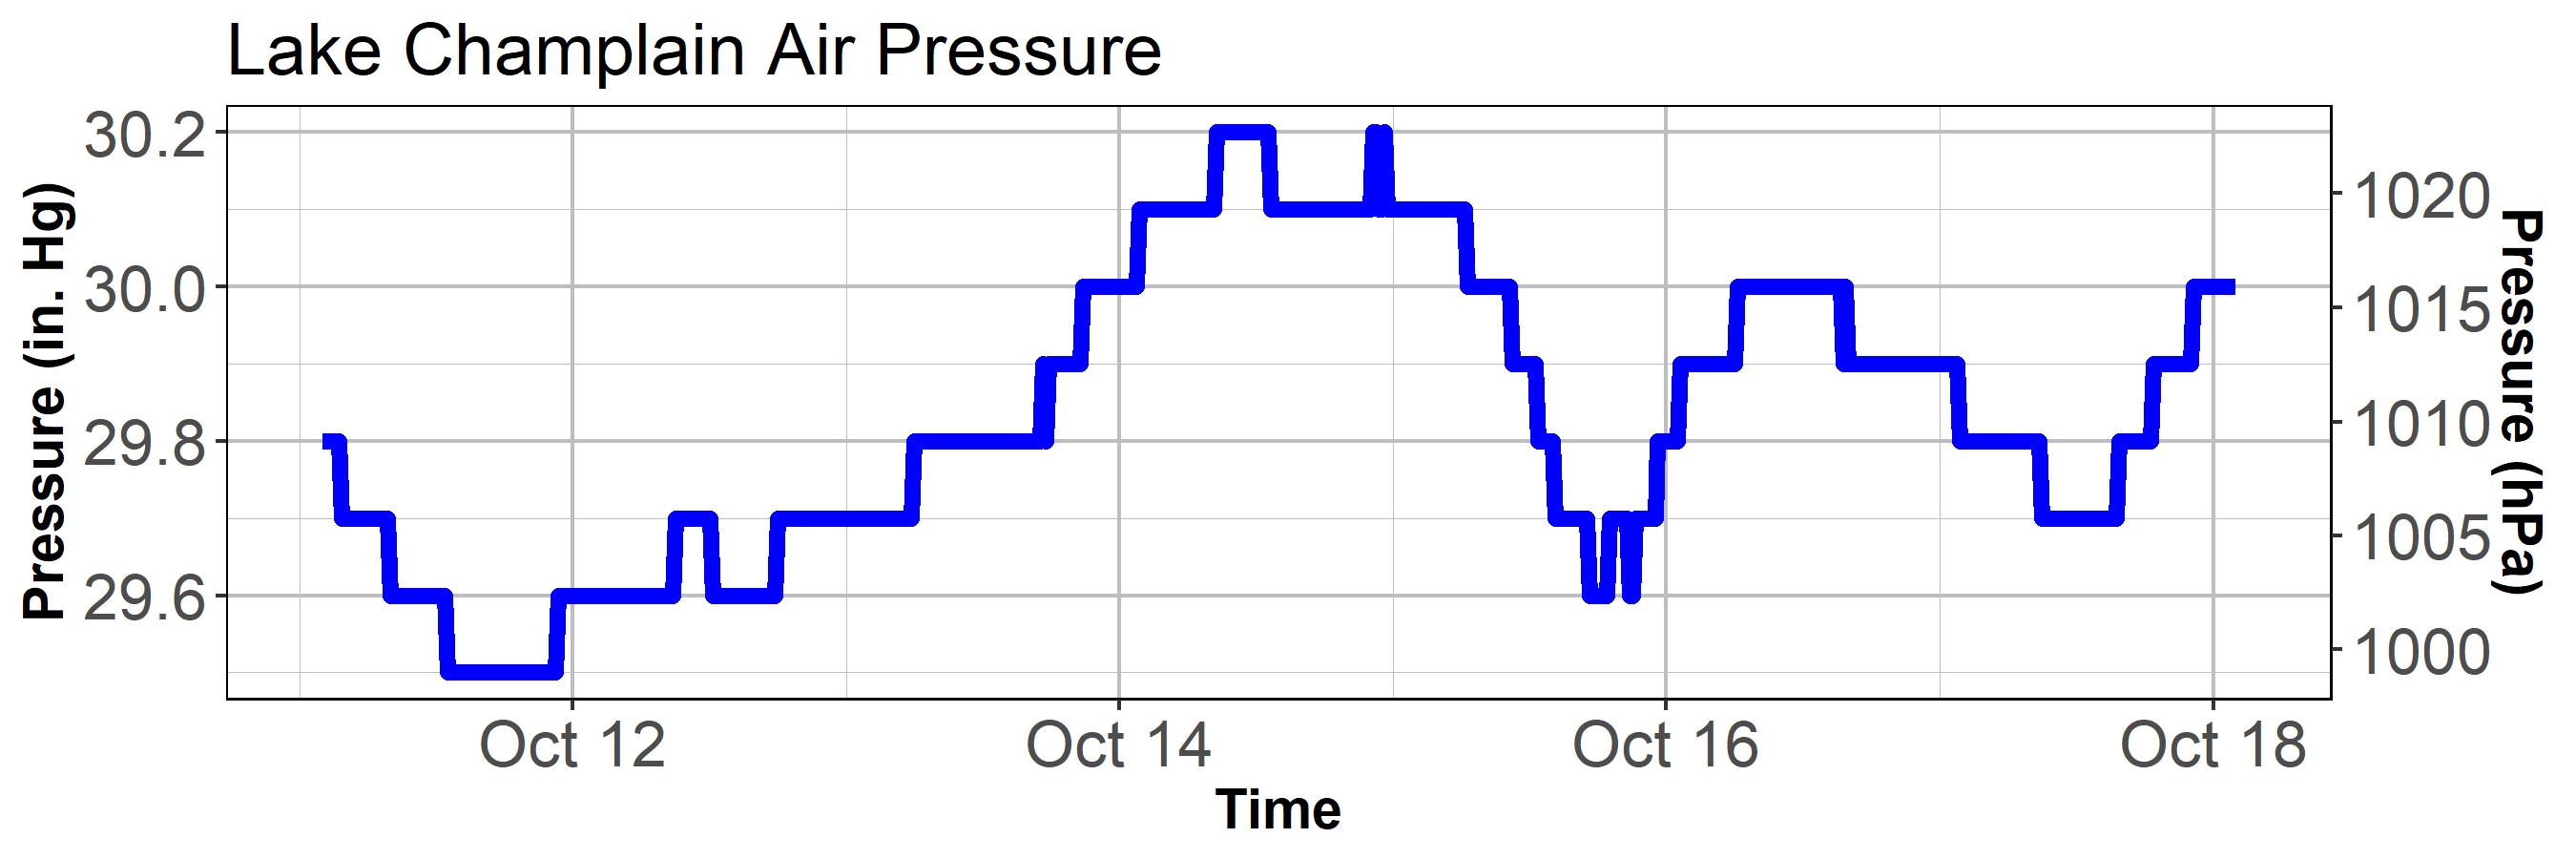 Lake Champlain Air Pressure
Pressure (in. Hg)
30.2
30.0
29.8
29.6
1020
1015
1010
1005
1000
Pressure (hPa)
Oct 12 Oct 14 Oct 16 Oct 18
Time